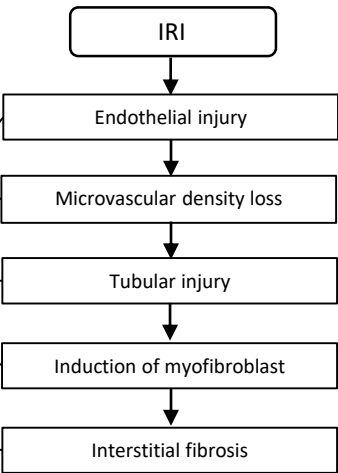 IRI
Endothelial injury
Microvascular density loss
Tubular injury
Induction of myofibroblast
Interstitial fibrosis